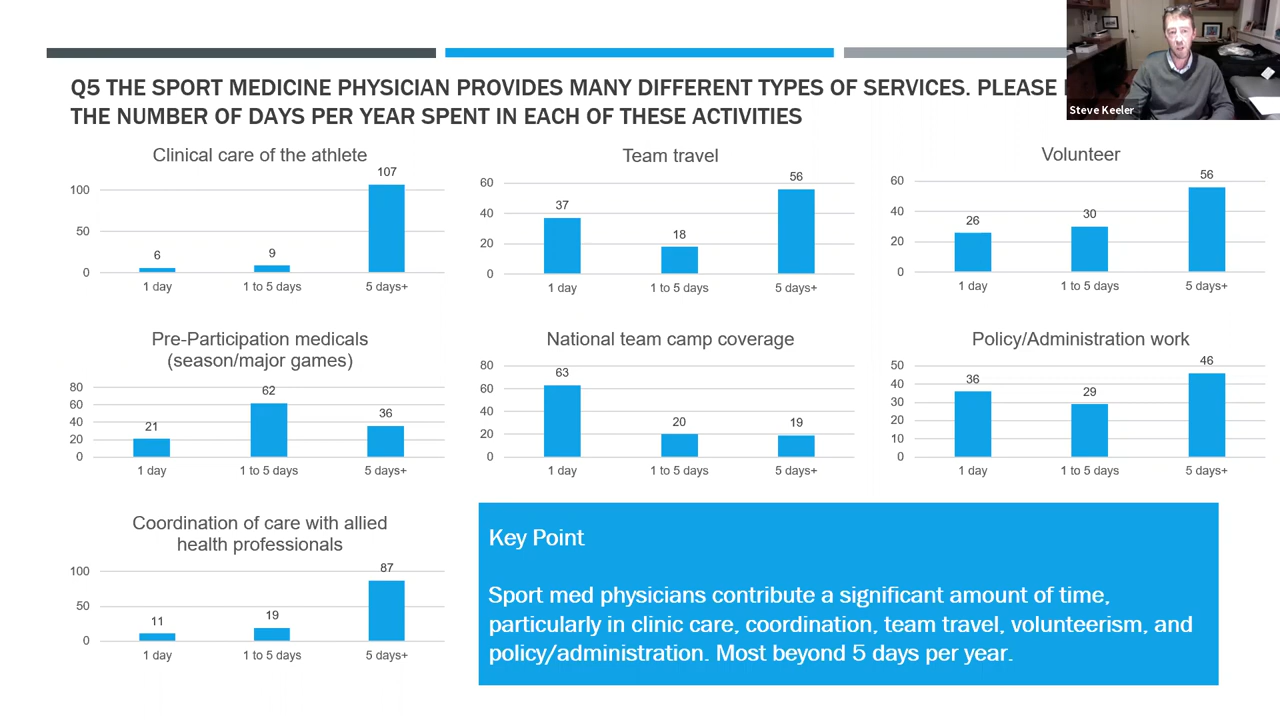 Q5 THE SPORT MEDICINE PHYSICIAN PROVIDES MANY DIFFERENT TYPES OF SERVICES. PLEASE
THE NUMBER OF DAYS PER YEAR SPENT IN EACH OF THESE ACTIVITIES
Steve Keeler
Clinical care of the athlete
107
100
50
0
6
9
1 day
1 to 5 days
5 days+
Team travel
60
40
20
0
37
18
56
1 day
1 to 5 days
5 days+
Volunteer
60
40
20
0
26
30
56
1 day
1 to 5 days
5 days+
Pre-Participation medicals
(season/major games)
80
60
40
20
0
21
62
36
1 day
1 to 5 days
5 days+
National team camp coverage
80
60
40
20
0
63
20
19
1 day
1 to 5 days
5 days+
Policy/Administration work
50
40
30
20
10
0
36
29
46
1 day
1 to 5 days
5 days+
Coordination of care with allied
health professionals
100
50
0
11
19
87
1 day
1 to 5 days
5 days+
Key Point
Sport med physicians contribute a significant amount of time,
particularly in clinic care, coordination, team travel, volunteerism, and
policy/administration. Most beyond 5 days per year.